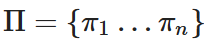 Π = {π₁ … πₙ}